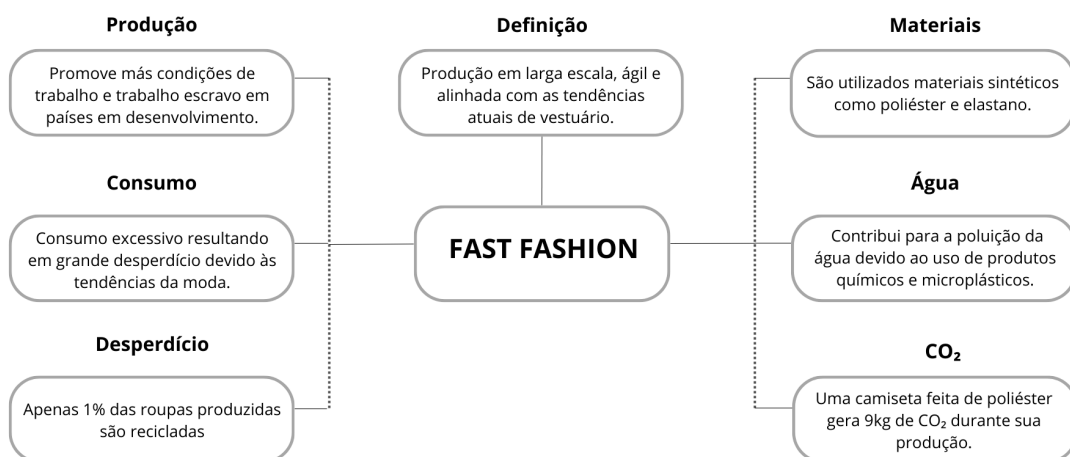 Produção
Promove más condições de
trabalho e trabalho escravo em
países em desenvolvimento.
Consumo
Consumo excessivo resultando
em grande desperdício devido às
tendências da moda.
Desperdício
Apenas 1% das roupas produzidas
são recicladas
Definição
Produção em larga escala, ágil e
alinhada com as tendências
atuais de vestuário.
FAST FASHION
Materiais
São utilizados materiais sintéticos
como poliéster e elastano.
Água
Contribui para a poluição da
água devido ao uso de produtos
químicos e microplásticos.
CO₂
Uma camiseta feita de poliéster
gera 9kg de CO₂ durante sua
produção.